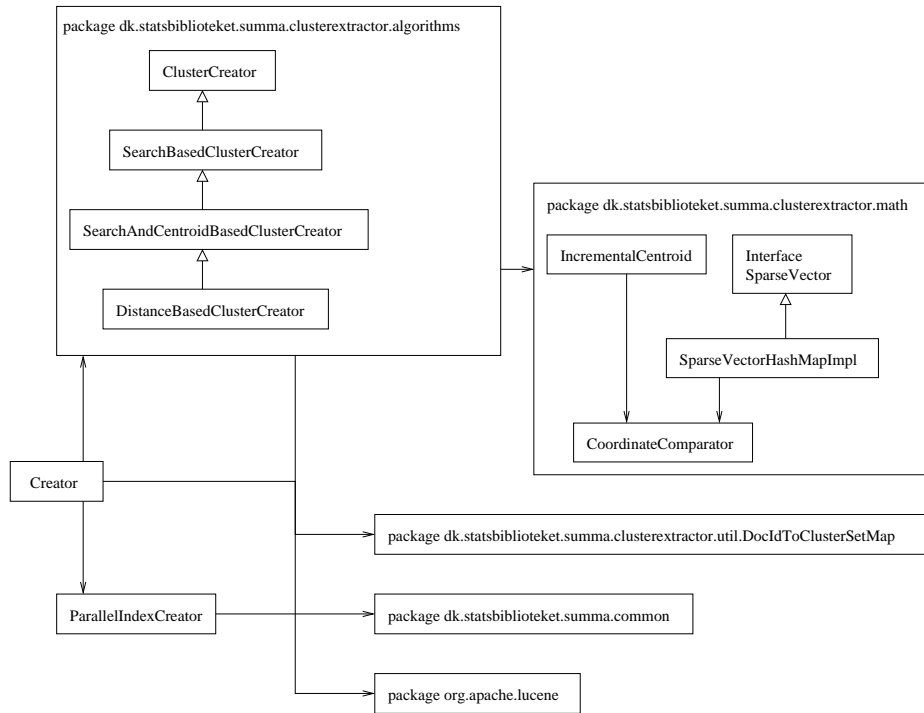 package dk.statsbiblioteket.summa.clusterextractor.algorithms
ClusterCreator
SearchBasedClusterCreator
SearchAndCentroidBasedClusterCreator
DistanceBasedClusterCreator
package dk.statsbiblioteket.summa.clusterextractor.math
IncrementalCentroid
Interface
SparseVector
SparseVectorHashMapImpl
CoordinateComparator
Creator
package dk.statsbiblioteket.summa.clusterextractor.util.DocIdToClusterSetMap
ParallelIndexCreator
package dk.statsbiblioteket.summa.common
package org.apache.lucene